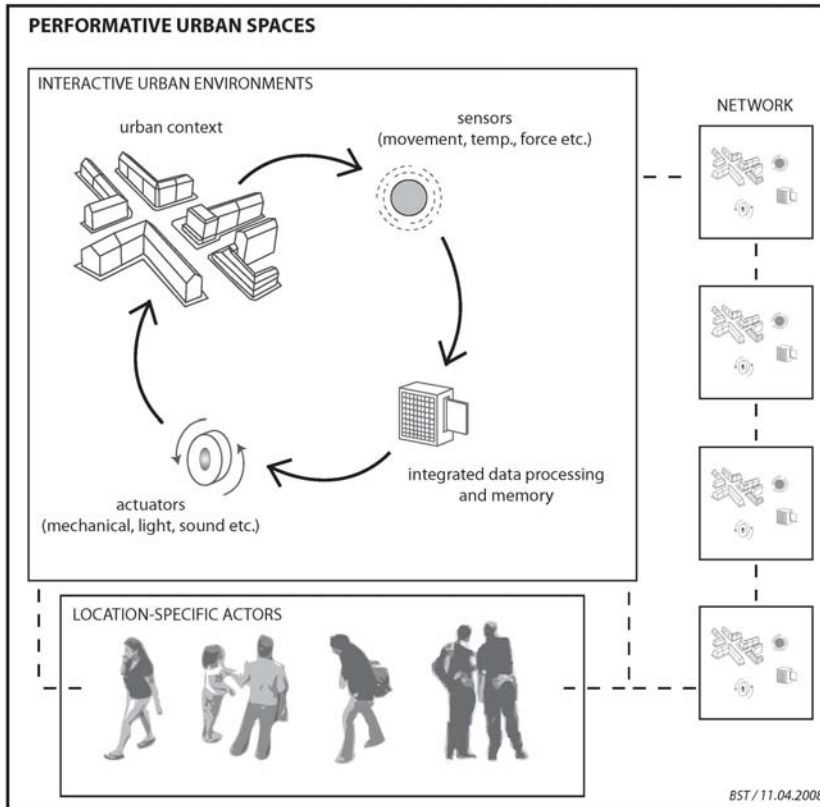 PERFORMATIVE URBAN SPACES
INTERACTIVE URBAN ENVIRONMENTS
urban context
sensors
(movement, temp., force etc.)
NETWORK
integrated data processing
and memory
actuators
(mechanical, light, sound etc.)
LOCATION-SPECIFIC ACTORS
BST / 11.04.2008